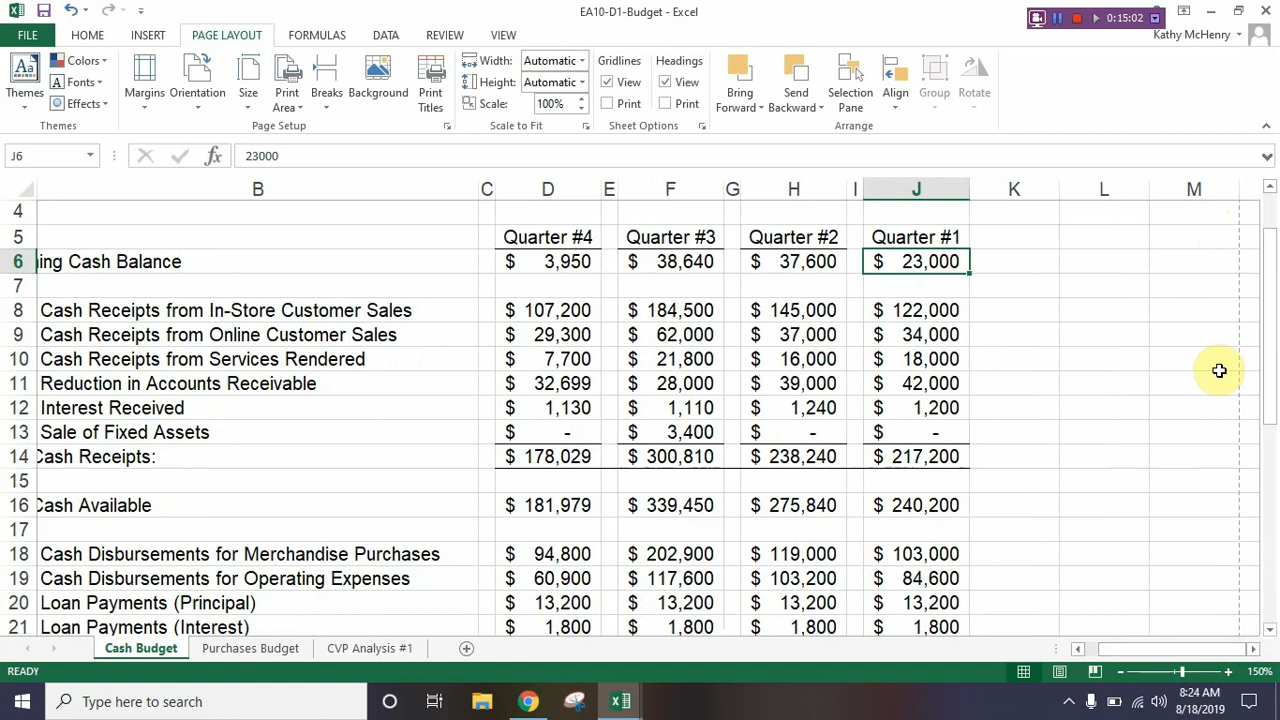 EA10-D1-Budget - Excel
0:15:02
FILE HOME INSERT PAGE LAYOUT FORMULAS DATA REVIEW VIEW
Kathy McHenry
Themes
Colors
Fonts
Effects
Margins Orientation Size Print Area Breaks Background Print Titles
Width: Automatic
Height: Automatic
Scale: 100%
Gridlines Headings
View View
Print Print
Bring Forward Send Backward Selection Pane Align Group Rotate
Themes Page Setup Scale to Fit Sheet Options Arrange
J6 fx 23000
B C D E F G H I J K L M
4
5 Quarter #4 Quarter #3 Quarter #2 Quarter #1
6 ing Cash Balance $ 3,950 $ 38,640 $ 37,600 $ 23,000
7
8 Cash Receipts from In-Store Customer Sales $ 107,200 $ 184,500 $ 145,000 $ 122,000
9 Cash Receipts from Online Customer Sales $ 29,300 $ 62,000 $ 37,000 $ 34,000
10 Cash Receipts from Services Rendered $ 7,700 $ 21,800 $ 16,000 $ 18,000
11 Reduction in Accounts Receivable $ 32,699 $ 28,000 $ 39,000 $ 42,000
12 Interest Received $ 1,130 $ 1,110 $ 1,240 $ 1,200
13 Sale of Fixed Assets $ - $ 3,400 $ - $ -
14 Cash Receipts: $ 178,029 $ 300,810 $ 238,240 $ 217,200
15
16 Cash Available $ 181,979 $ 339,450 $ 275,840 $ 240,200
17
18 Cash Disbursements for Merchandise Purchases $ 94,800 $ 202,900 $ 119,000 $ 103,000
19 Cash Disbursements for Operating Expenses $ 60,900 $ 117,600 $ 103,200 $ 84,600
20 Loan Payments (Principal) $ 13,200 $ 13,200 $ 13,200 $ 13,200
21 Loan Payments (Interest) $ 1,800 $ 1,800 $ 1,800 $ 1,800
Cash Budget Purchases Budget CVP Analysis #1
READY 150%
Type here to search
8:24 AM
8/18/2019